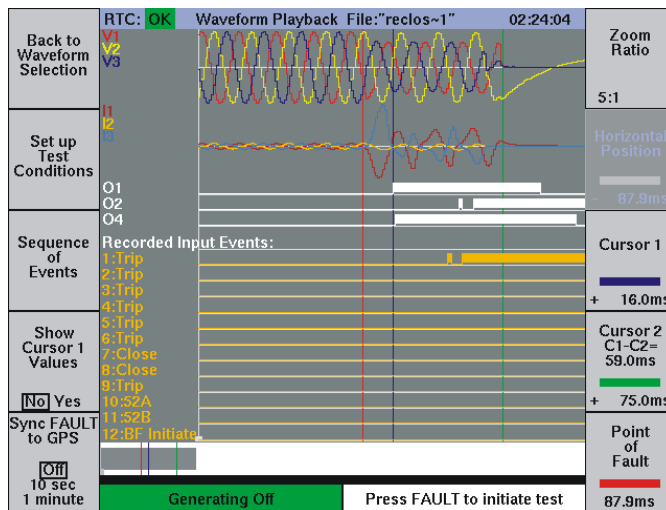 RTC: OK Waveform Playback File:"reclos~1" 02:24:04
Back to
Waveform
Selection
Set up
Test
Conditions
Sequence
of
Events
Show
Cursor 1
Values
No Yes
Sync FAULT
to GPS
Off
10 sec
1 minute
V1
V2
V3
I1
I2
I3
O1
O2
O4
Recorded Input Events:
1:Trip
2:Trip
3:Trip
4:Trip
5:Trip
6:Trip
7:Close
8:Close
9:Trip
10:52A
11:52B
12:BF Initiate
Generating Off
Press FAULT to initiate test
Zoom
Ratio
5:1
Horizontal
Position
- 87.9ms
Cursor 1
+ 16.0ms
Cursor 2
C1-C2=
59.0ms
+ 75.0ms
Point
of
Fault
87.9ms